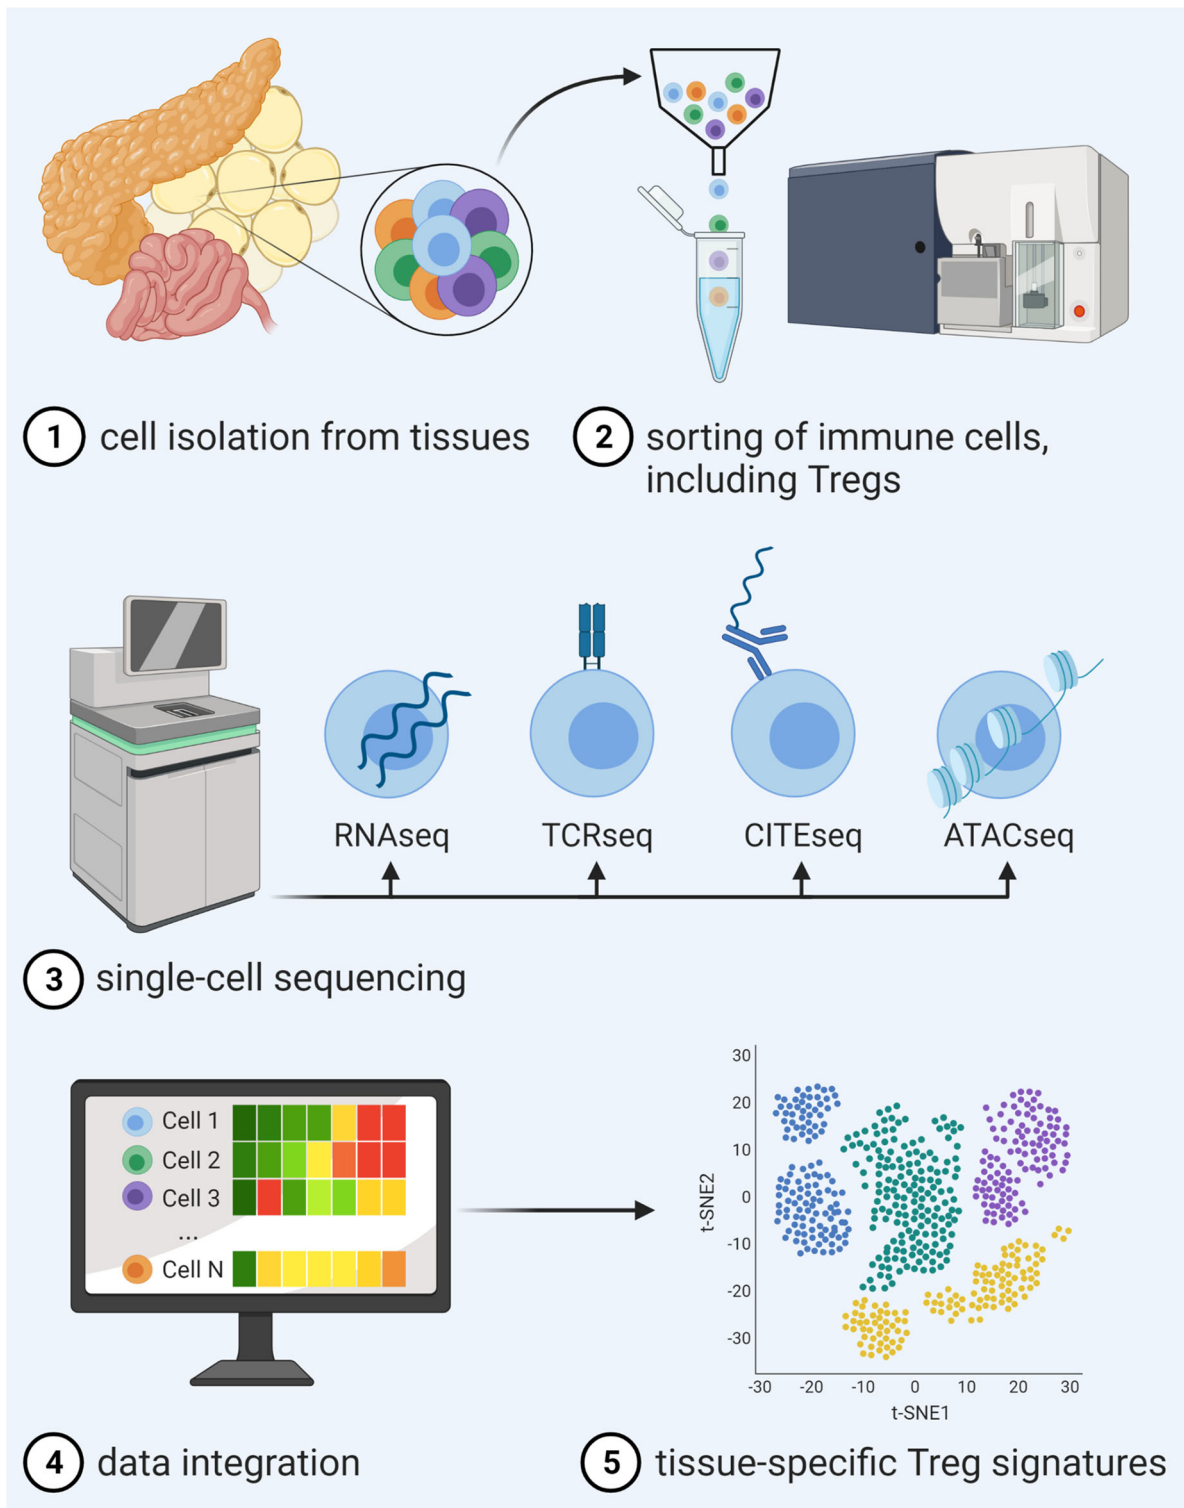 1 cell isolation from tissues
2 sorting of immune cells,
including Tregs
RNAseq
TCRseq
CITEseq
ATACseq
3 single-cell sequencing
Cell 1
Cell 2
Cell 3
...
Cell N
t-SNE2
30
20
10
0
-10
-20
-30
-30 -20 -10 0 10 20 30
t-SNE1
4 data integration
5 tissue-specific Treg signatures